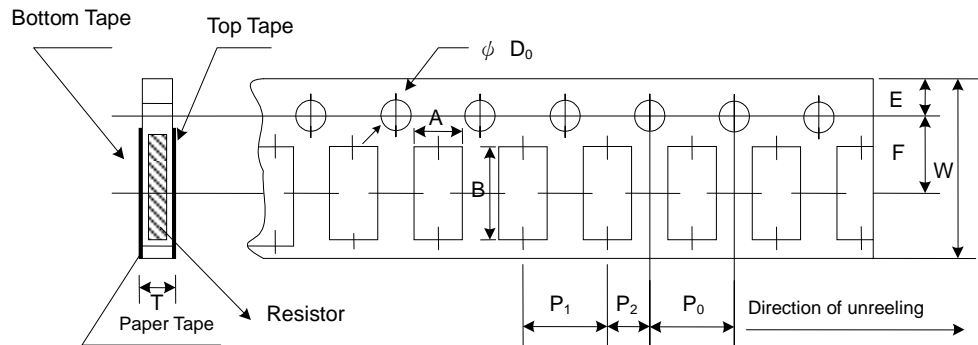 Bottom Tape
Top Tape
ψ D₀
E
A
F
W
B
T
P₁
P₂
P₀
Direction of unreeling
Resistor
Paper Tape